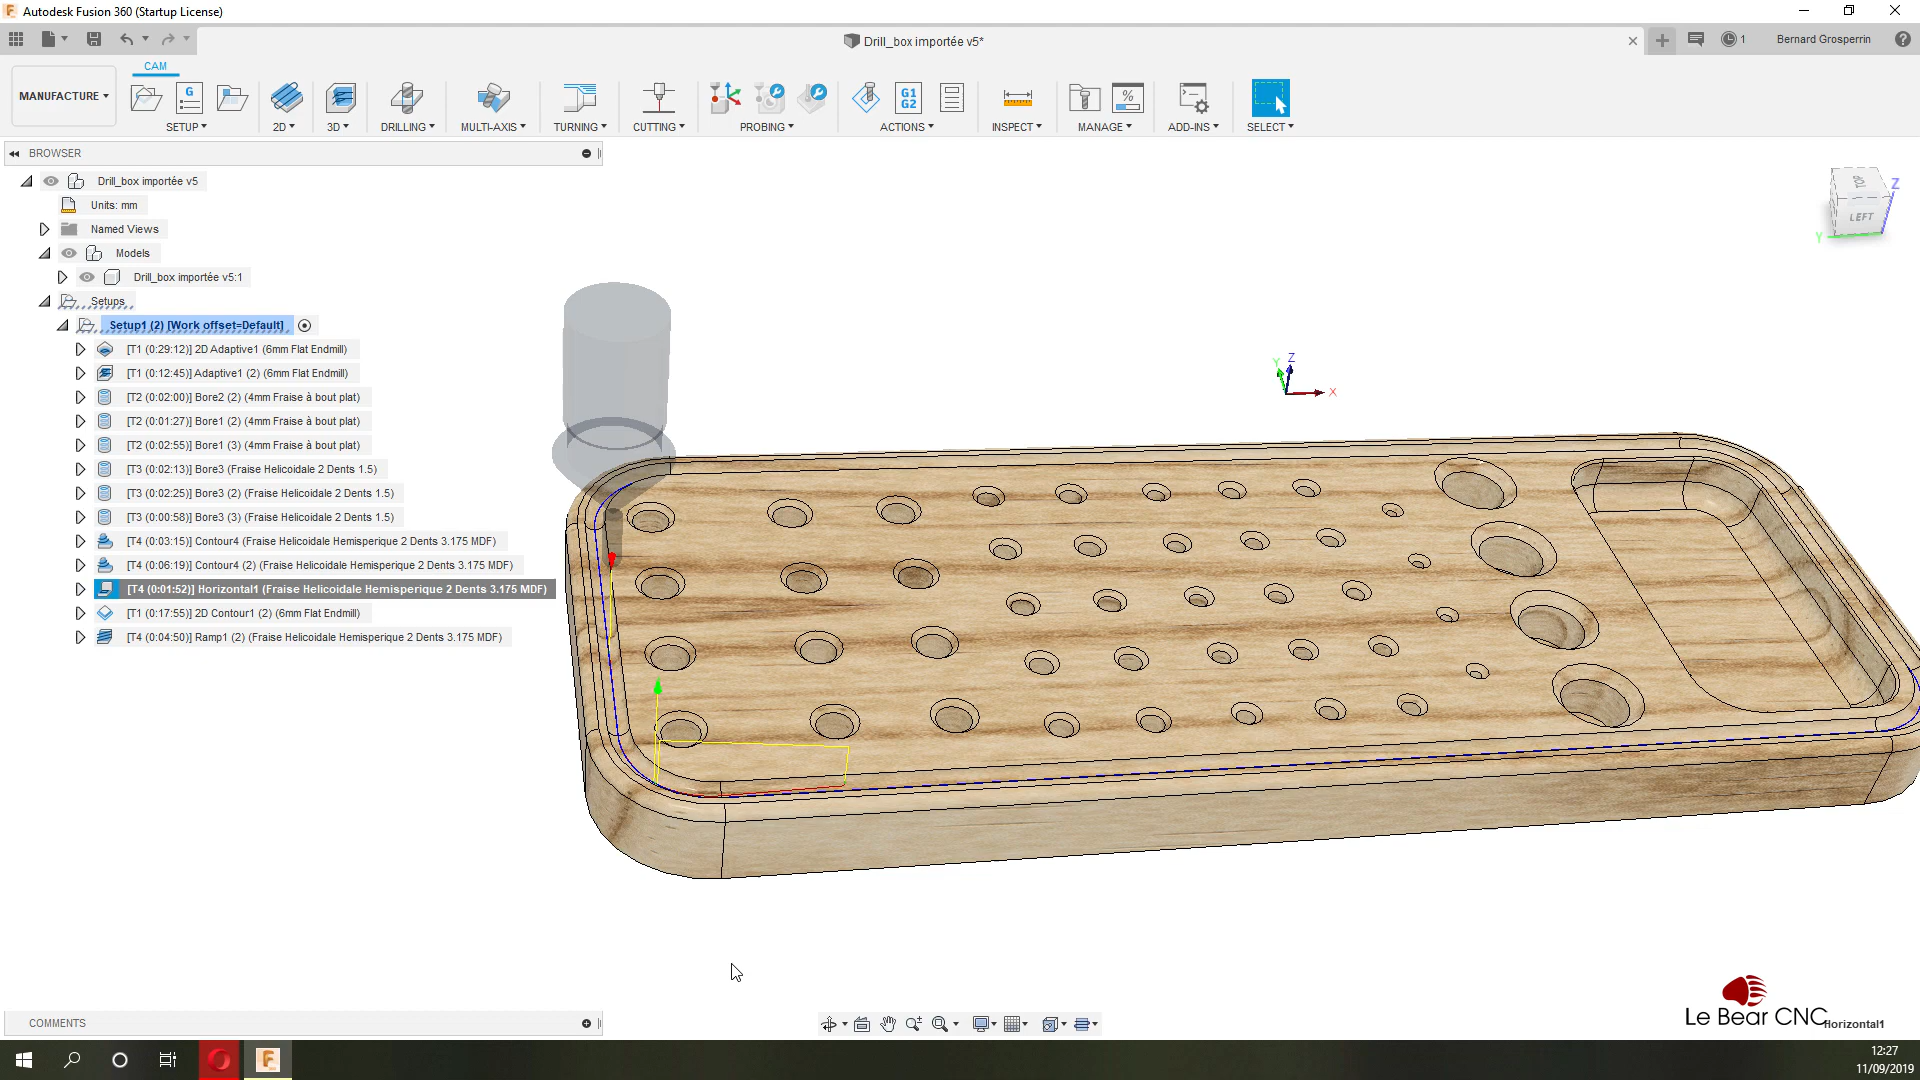 Autodesk Fusion 360 (Startup License)
Drill_box importée v5*
1
Bernard Grosperrin
MANUFACTURE
CAM
G
G1
G2
%
SETUP
2D
3D
DRILLING
MULTI-AXIS
TURNING
CUTTING
PROBING
ACTIONS
INSPECT
MANAGE
ADD-INS
SELECT
BROWSER
Drill_box importée v5
Units: mm
Named Views
Models
Drill_box importée v5:1
Setups
Setup1 (2) [Work offset=Default]
[T1 (0:29:12)] 2D Adaptive1 (6mm Flat Endmill)
[T1 (0:12:45)] Adaptive1 (2) (6mm Flat Endmill)
[T2 (0:02:00)] Bore2 (2) (4mm Fraise à bout plat)
[T2 (0:01:27)] Bore1 (2) (4mm Fraise à bout plat)
[T2 (0:02:55)] Bore1 (3) (4mm Fraise à bout plat)
[T3 (0:02:13)] Bore3 (Fraise Helicoidale 2 Dents 1.5)
[T3 (0:02:25)] Bore3 (2) (Fraise Helicoidale 2 Dents 1.5)
[T3 (0:00:58)] Bore3 (3) (Fraise Helicoidale 2 Dents 1.5)
[T4 (0:03:15)] Contour4 (Fraise Helicoidale Hemisperique 2 Dents 3.175 MDF)
[T4 (0:06:19)] Contour4 (2) (Fraise Helicoidale Hemisperique 2 Dents 3.175 MDF)
[T4 (0:01:52)] Horizontal1 (Fraise Helicoidale Hemisperique 2 Dents 3.175 MDF)
[T1 (0:17:55)] 2D Contour1 (2) (6mm Flat Endmill)
[T4 (0:04:50)] Ramp1 (2) (Fraise Helicoidale Hemisperique 2 Dents 3.175 MDF)
TOP
Z
LEFT
Y
Y
Z
X
Le Bear CNC
Horizontal1
COMMENTS
12:27
11/09/2019